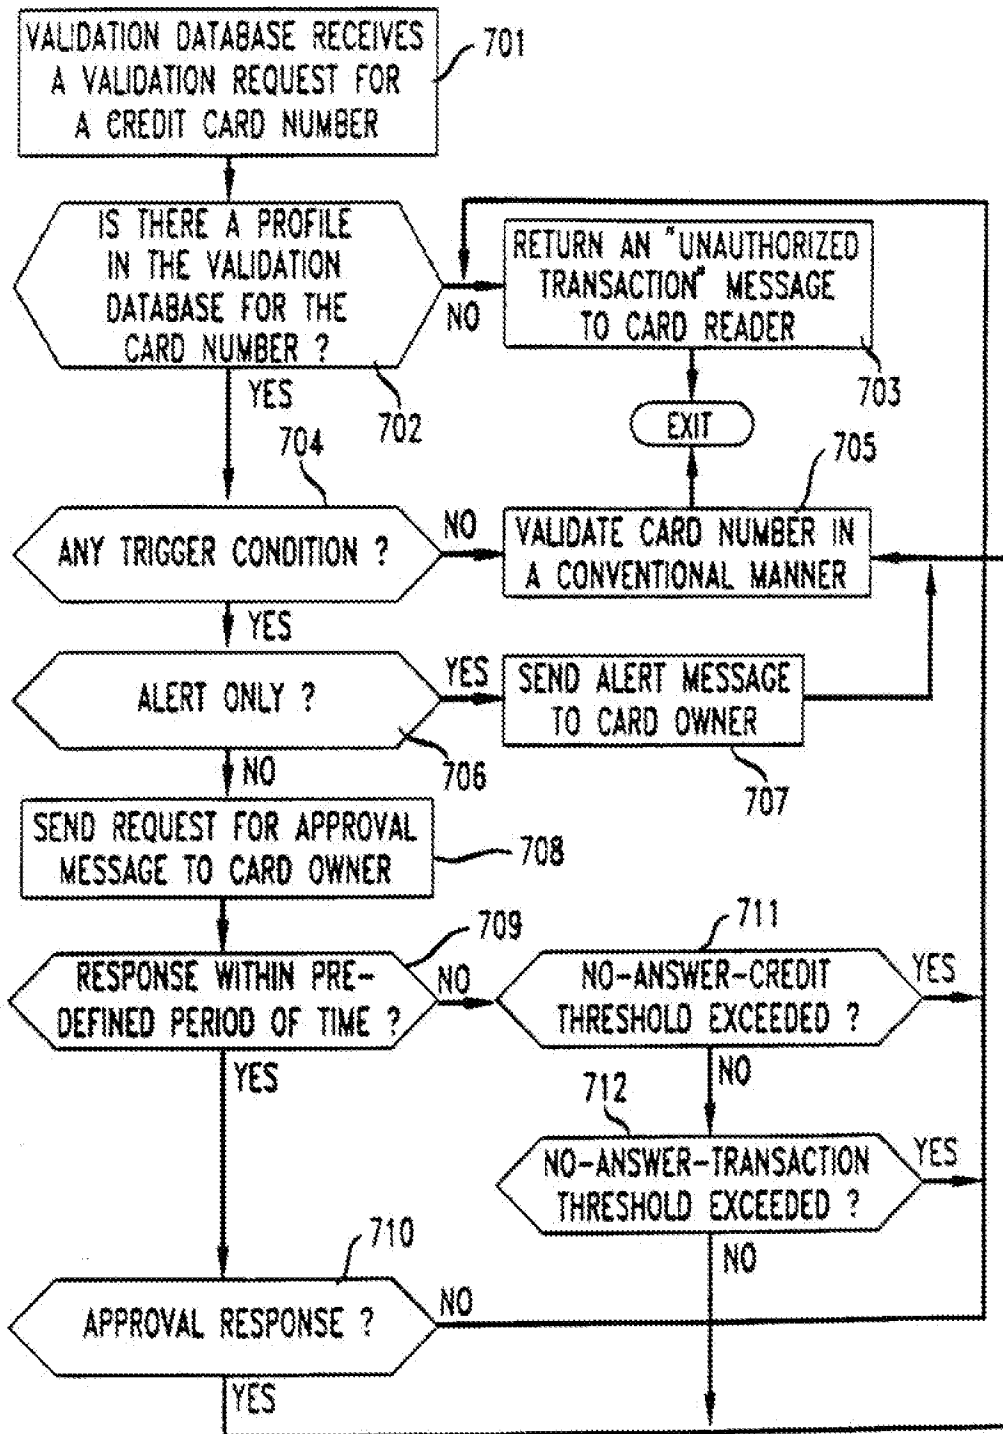 VALIDATION DATABASE RECEIVES
A VALIDATION REQUEST FOR
A CREDIT CARD NUMBER
701
IS THERE A PROFILE
IN THE VALIDATION
DATABASE FOR THE
CARD NUMBER ?
702
NO
YES
RETURN AN "UNAUTHORIZED
TRANSACTION" MESSAGE
TO CARD READER
703
EXIT
704
ANY TRIGGER CONDITION ?
NO
YES
705
VALIDATE CARD NUMBER IN
A CONVENTIONAL MANNER
ALERT ONLY ?
706
YES
NO
SEND ALERT MESSAGE
TO CARD OWNER
707
SEND REQUEST FOR APPROVAL
MESSAGE TO CARD OWNER
708
709
RESPONSE WITHIN PRE-
DEFINED PERIOD OF TIME ?
NO
YES
711
NO-ANSWER-CREDIT
THRESHOLD EXCEEDED ?
YES
NO
712
NO-ANSWER-TRANSACTION
THRESHOLD EXCEEDED ?
YES
NO
710
APPROVAL RESPONSE ?
NO
YES